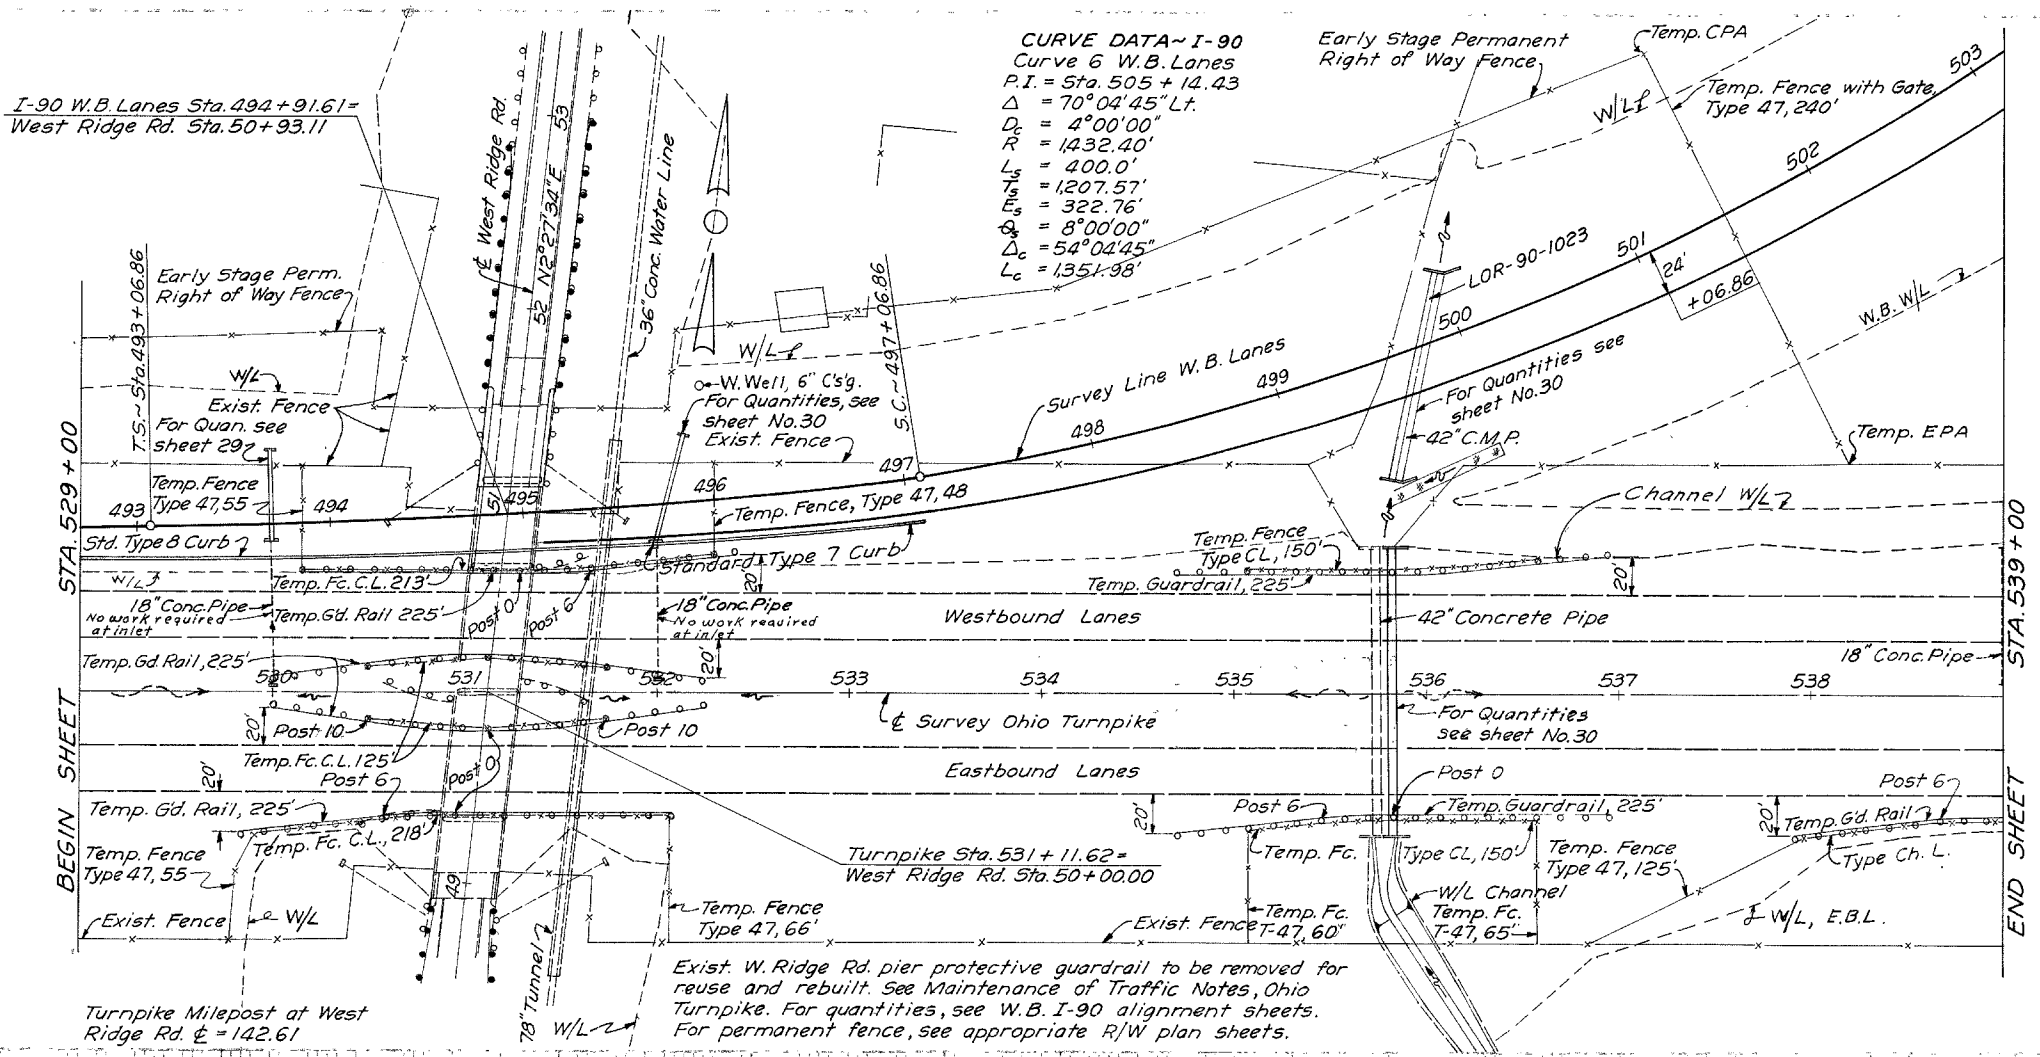 CURVE DATA~ I-90
Curve 6 W.B. Lanes
P.I. = Sta. 505 + 14.43
Δ = 70°04'45" Lt.
Dc = 4°00'00"
R = 1,432.40'
Ls = 400.0'
Ts = 1,207.57'
Es = 322.76'
Θs = 8°00'00"
Δc = 54°04'45"
Lc = 1,351.98'
Early Stage Permanent
Right of Way Fence
Temp. CPA
503
Temp. Fence with Gate,
Type 47, 240'
W/L
I-90 W.B. Lanes Sta. 494+91.61=
West Ridge Rd. Sta. 50+93.11
℄ West Ridge Rd.
53
N2°27'34"E
52
36" Conc. Water Line
502
501
24'
+06.86
LOR-90-1023
500
W.B. W/L
T.S.~Sta. 493+06.86
Early Stage Perm.
Right of Way Fence
S.C.~497+06.86
W/L
W/L
Exist. Fence
For Quan. see
sheet 29
W. Well, 6" C's'g.
For Quantities, see
sheet No. 30
Exist. Fence
Survey Line W.B. Lanes
499
498
497
496
For Quantities see
sheet No. 30
42" C.M.P.
Temp. EPA
Temp. Fence
Type 47, 55
493
494
51
495
Temp. Fence, Type 47, 48
Channel W/L
STA. 529 + 00
BEGIN SHEET
Std. Type 8 Curb
Standard Type 7 Curb
Temp. Fence
Type CL, 150'
W/L
Temp. Fc. C.L. 213'
20'
Temp. Guardrail, 225'
20'
18" Conc. Pipe
No work required
at inlet
Temp. Gd. Rail 225'
Post 0
Post 6
18" Conc. Pipe
No work required
at inlet
Westbound Lanes
42" Concrete Pipe
STA. 539 + 00
END SHEET
18" Conc. Pipe
Temp. Gd Rail, 225'
20'
530
531
532
533
534
535
536
537
538
20'
Post 10
Post 10
℄ Survey Ohio Turnpike
For Quantities
see sheet No. 30
Temp. Fc. C.L. 125'
Post 6
Post 0
20'
Eastbound Lanes
Post 0
Post 6
Temp. Gd. Rail, 225'
20'
Post 6
Temp. Guardrail, 225'
20'
Temp. G'd. Rail
Temp. Fc. C.L., 218'
Temp. Fence
Type 47, 55
Turnpike Sta. 531 + 11.62=
West Ridge Rd. Sta. 50+00.00
Temp. Fc.
Type CL, 150'
Temp. Fence
Type 47, 125'
Type Ch. L.
49
Exist. Fence
W/L
Temp. Fence
Type 47, 66'
Exist. Fence
Temp. Fc.
T-47, 60"
W/L Channel
Temp. Fc.
T-47, 65'
W/L, E.B.L.
Exist. W. Ridge Rd. pier protective guardrail to be removed for
reuse and rebuilt. See Maintenance of Traffic Notes, Ohio
Turnpike. For quantities, see W.B. I-90 alignment sheets.
For permanent fence, see appropriate R/W plan sheets.
Turnpike Milepost at West
Ridge Rd. ℄ = 142.61
78" Tunnel
W/L